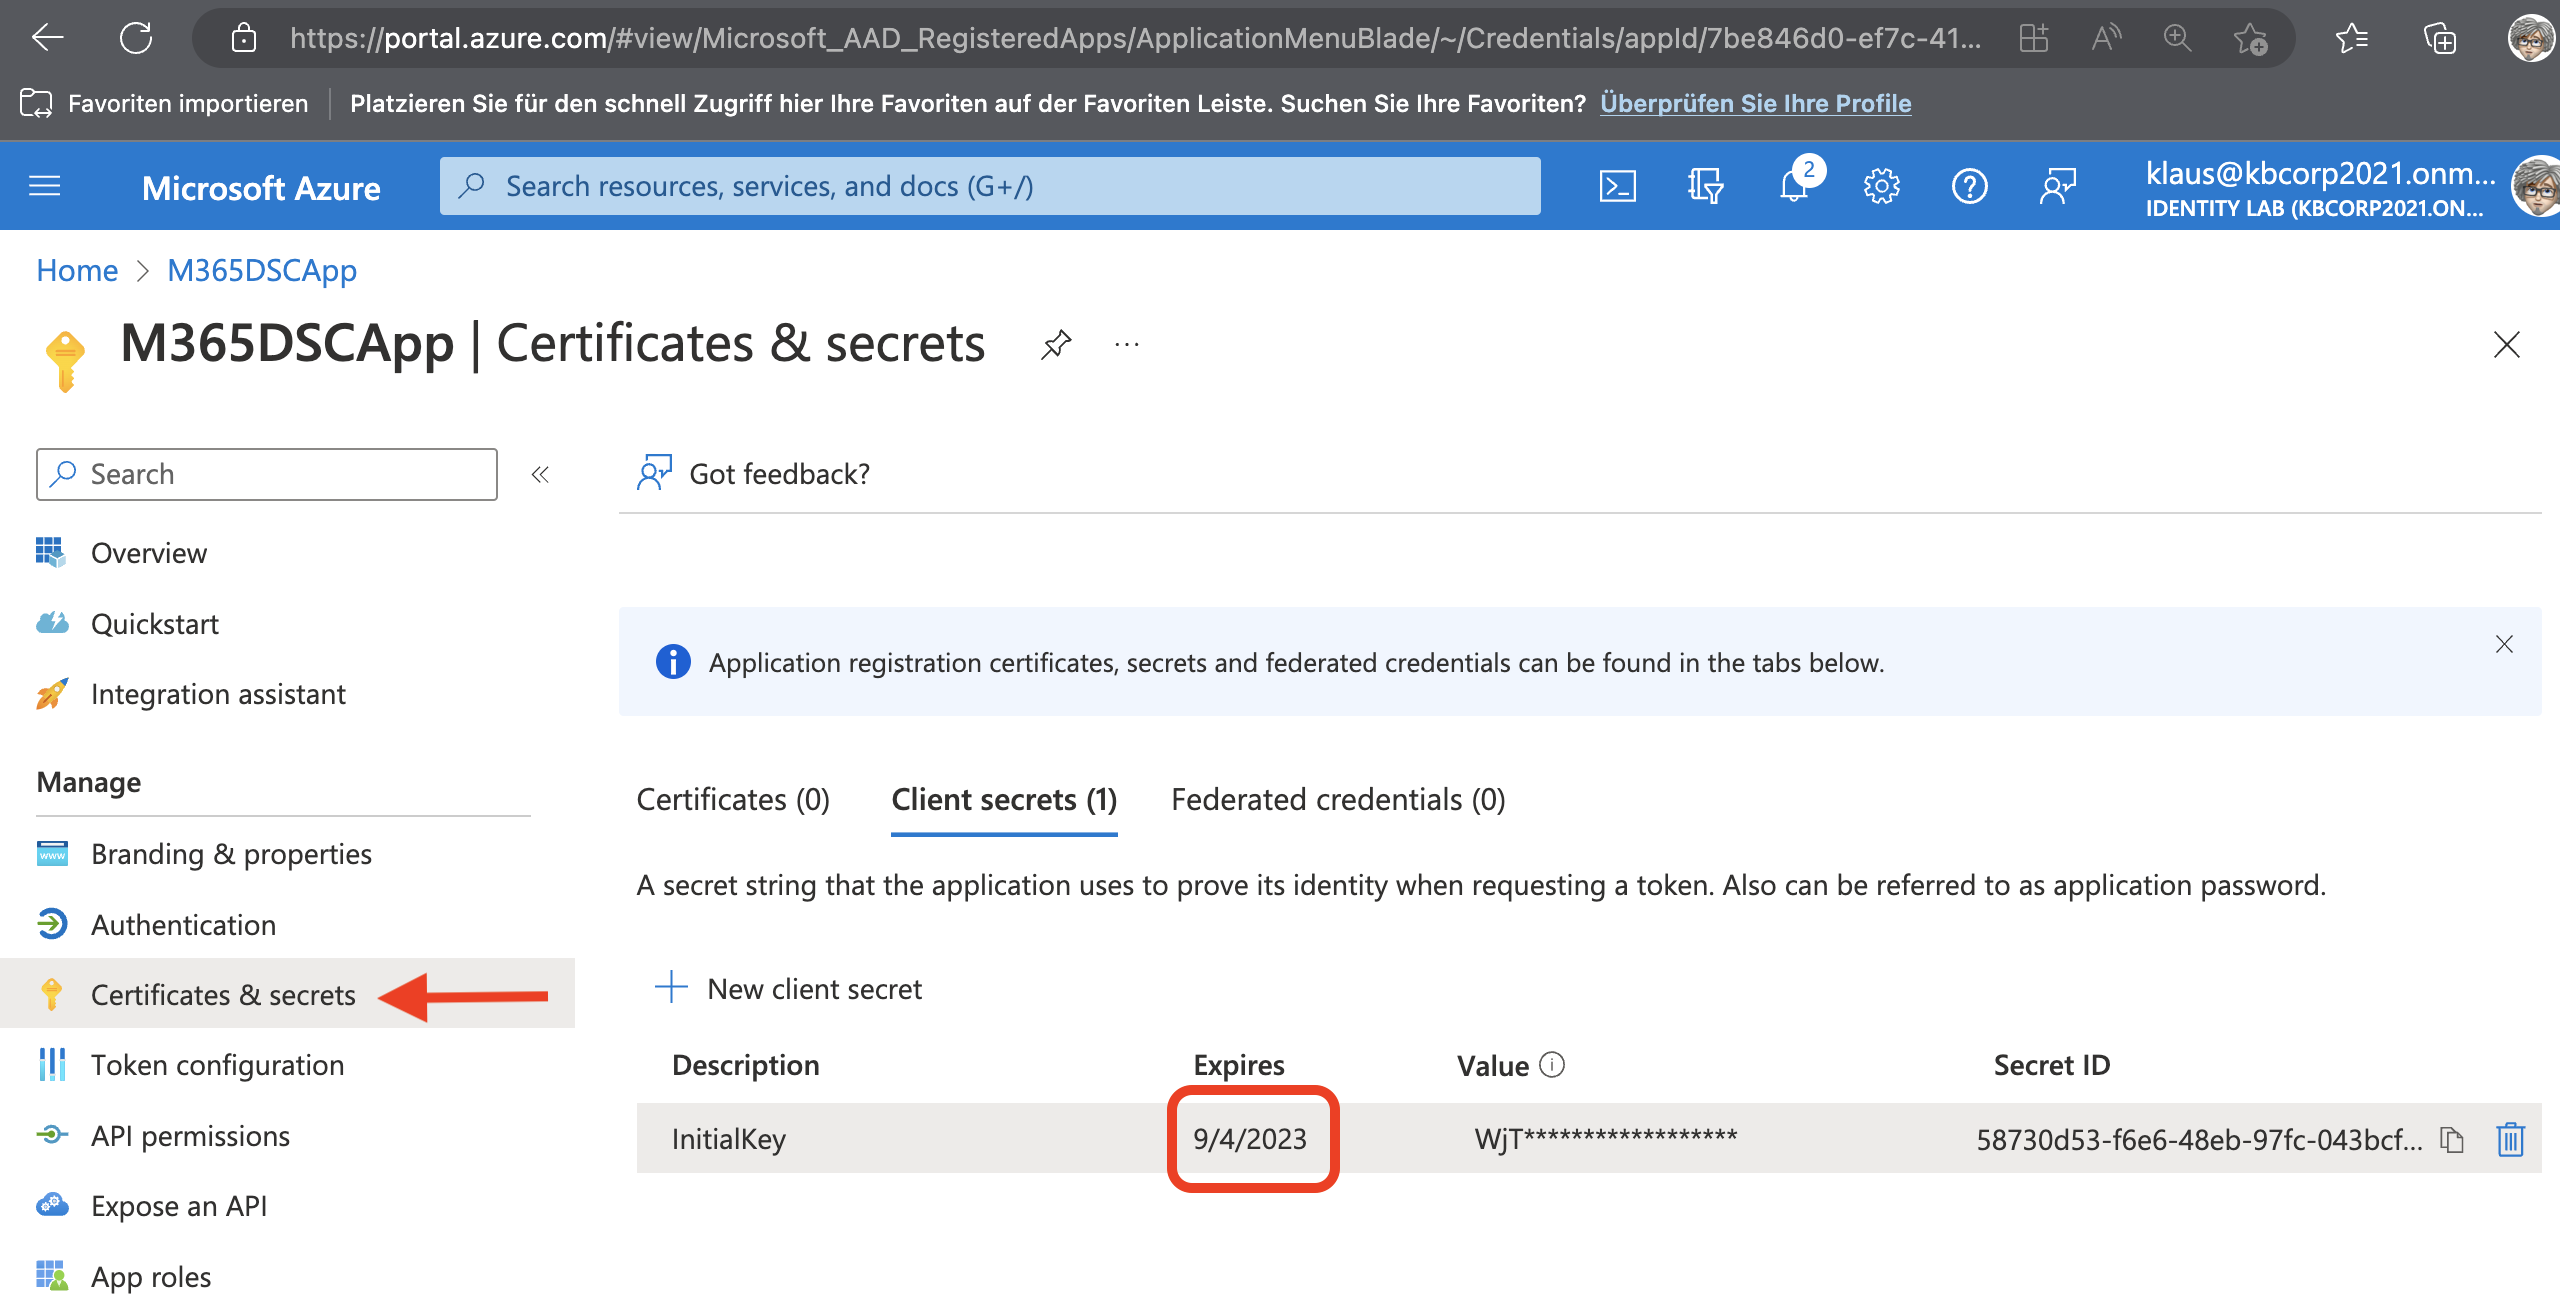 https://portal.azure.com/#view/Microsoft_AAD_RegisteredApps/ApplicationMenuBlade/~/Credentials/appId/7be846d0-ef7c-41...
Favoriten importieren
Platzieren Sie für den schnell Zugriff hier Ihre Favoriten auf der Favoriten Leiste. Suchen Sie Ihre Favoriten? Überprüfen Sie Ihre Profile
Microsoft Azure
Search resources, services, and docs (G+/)
2
klaus@kbcorp2021.onm...
IDENTITY LAB (KBCORP2021.ON...
Home > M365DSCApp
M365DSCApp | Certificates & secrets
Search
Got feedback?
Overview
Quickstart
Integration assistant
Manage
Branding & properties
Authentication
Certificates & secrets
Token configuration
API permissions
Expose an API
App roles
Application registration certificates, secrets and federated credentials can be found in the tabs below.
Certificates (0) Client secrets (1) Federated credentials (0)
A secret string that the application uses to prove its identity when requesting a token. Also can be referred to as application password.
New client secret
Description Expires Value Secret ID
InitialKey 9/4/2023 WjT****************** 58730d53-f6e6-48eb-97fc-043bcf...